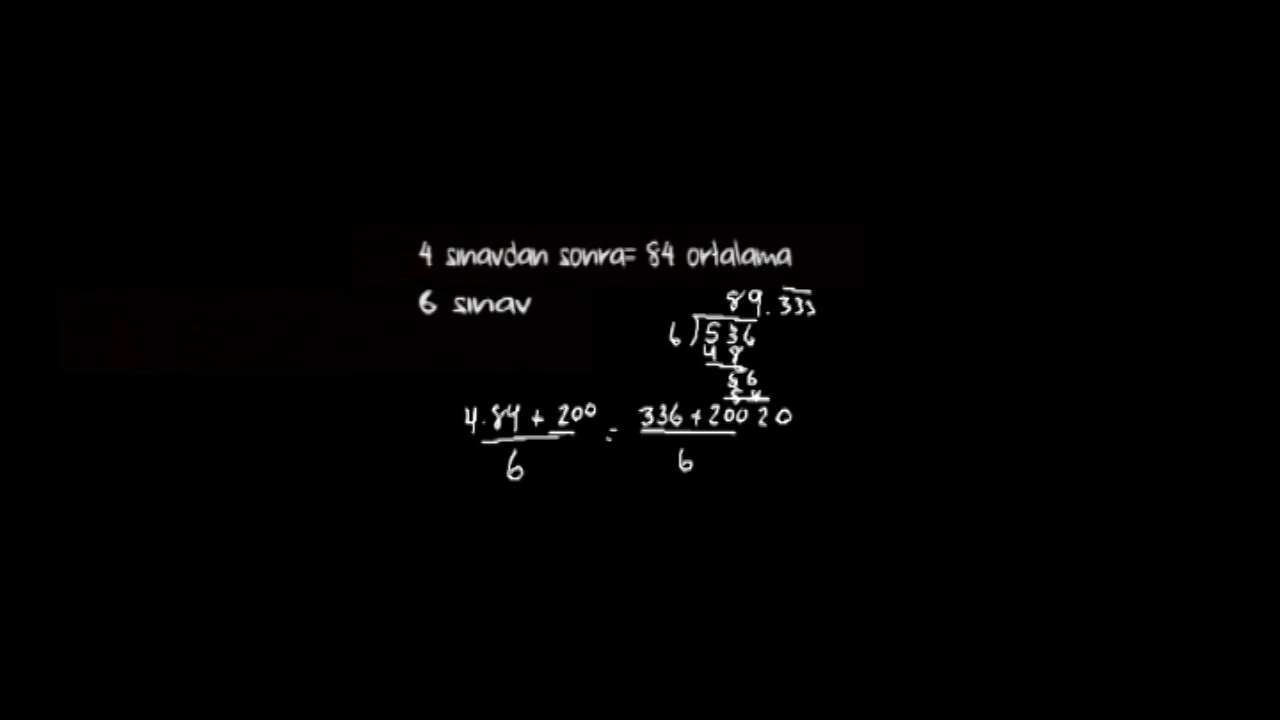 4 sınavdan sonra= 84 ortalama
6 sınav
89.333
6 ) 536
48
56
54
4.84 + 200 = 336 + 200 20
6 6